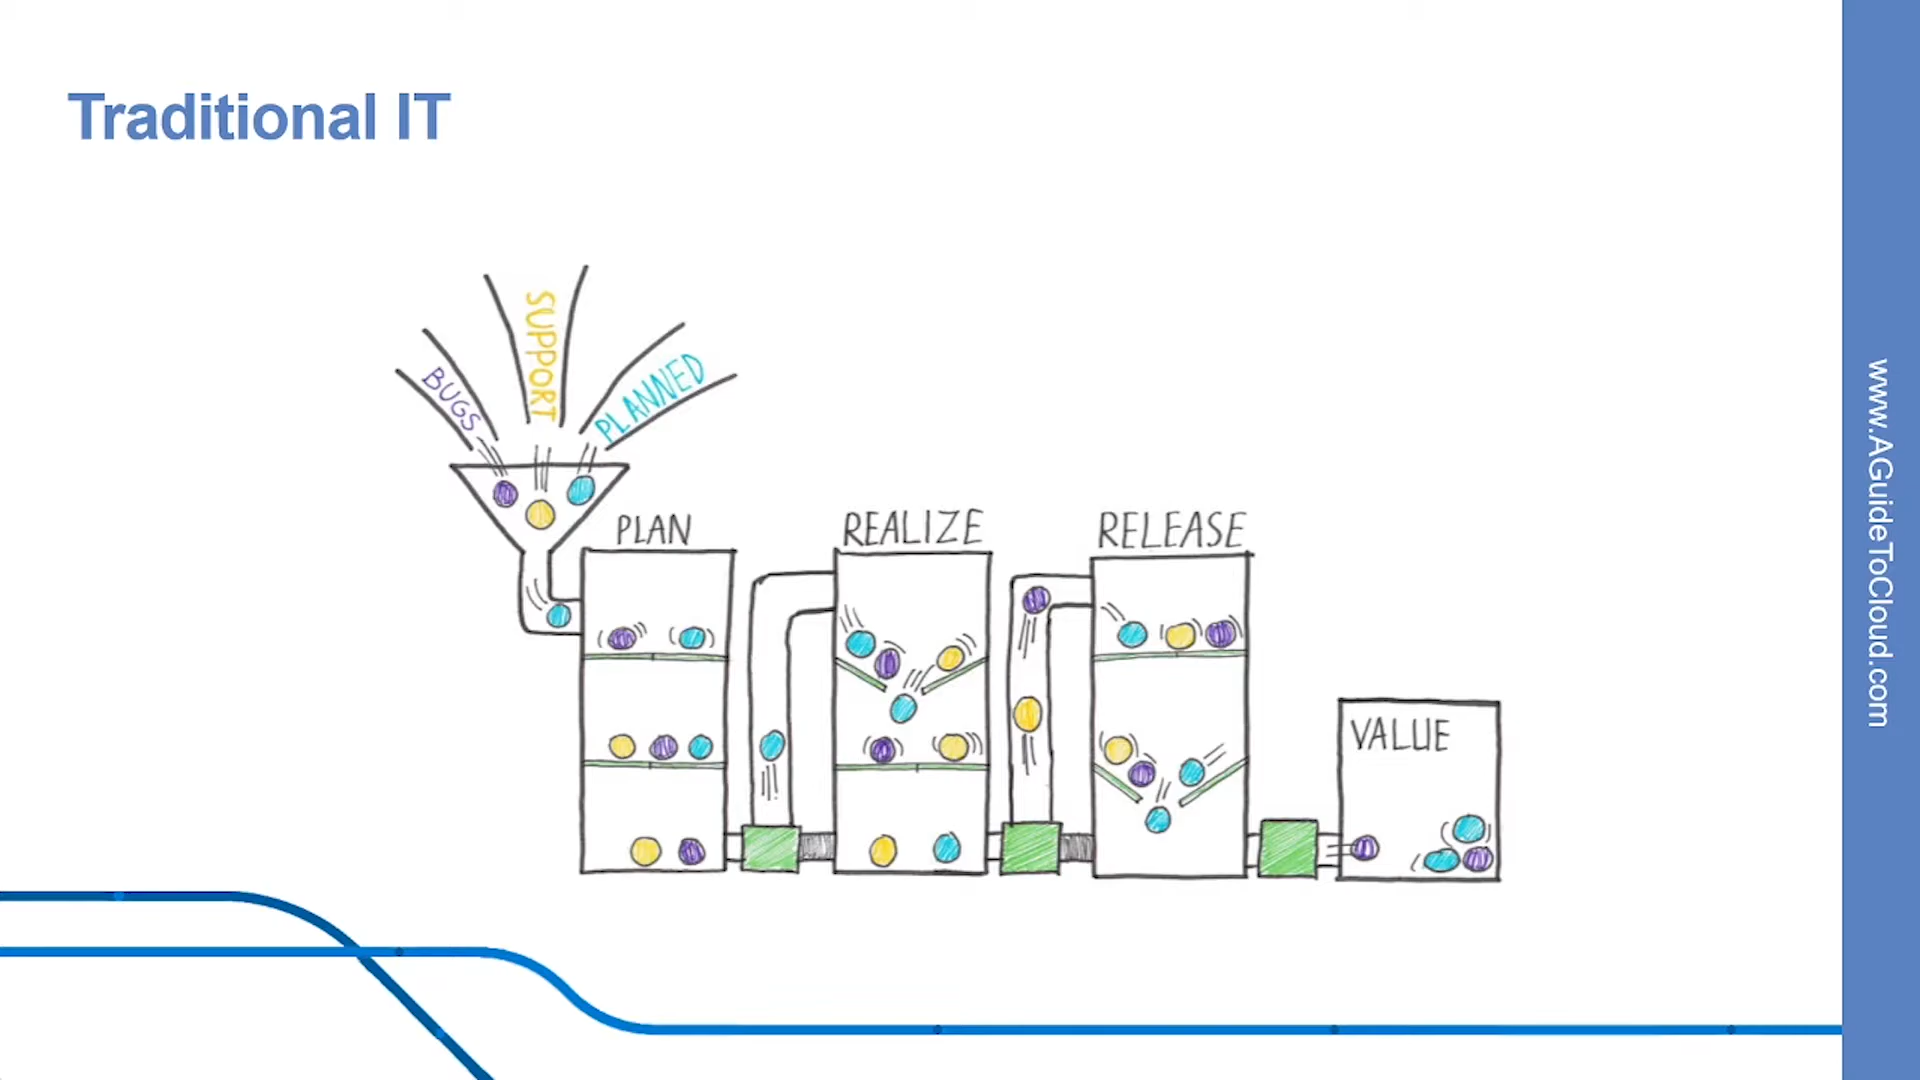 Traditional IT
BUGS
SUPPORT
PLANNED
PLAN
REALIZE
RELEASE
VALUE
www.AGuideToCloud.com